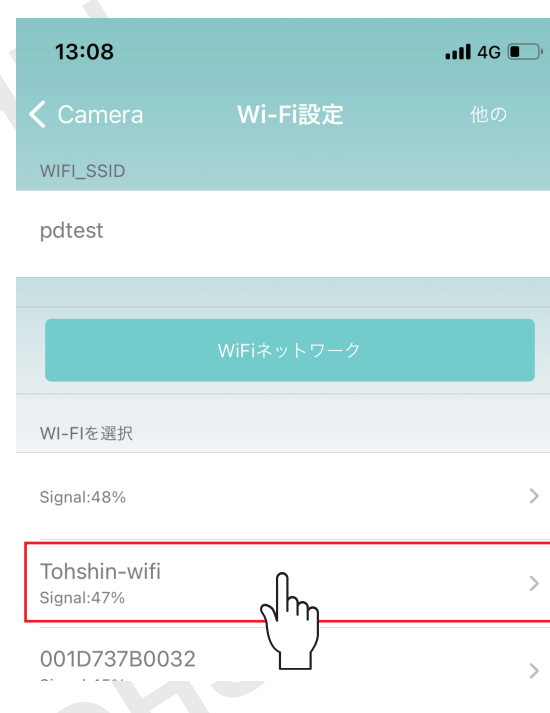 13:08
4G
Camera
Wi-Fi設定
他の
WIFI_SSID
pdtest
WiFiネットワーク
WI-FIを選択
Signal:48%
Tohshin-wifi
Signal:47%
001D737B0032